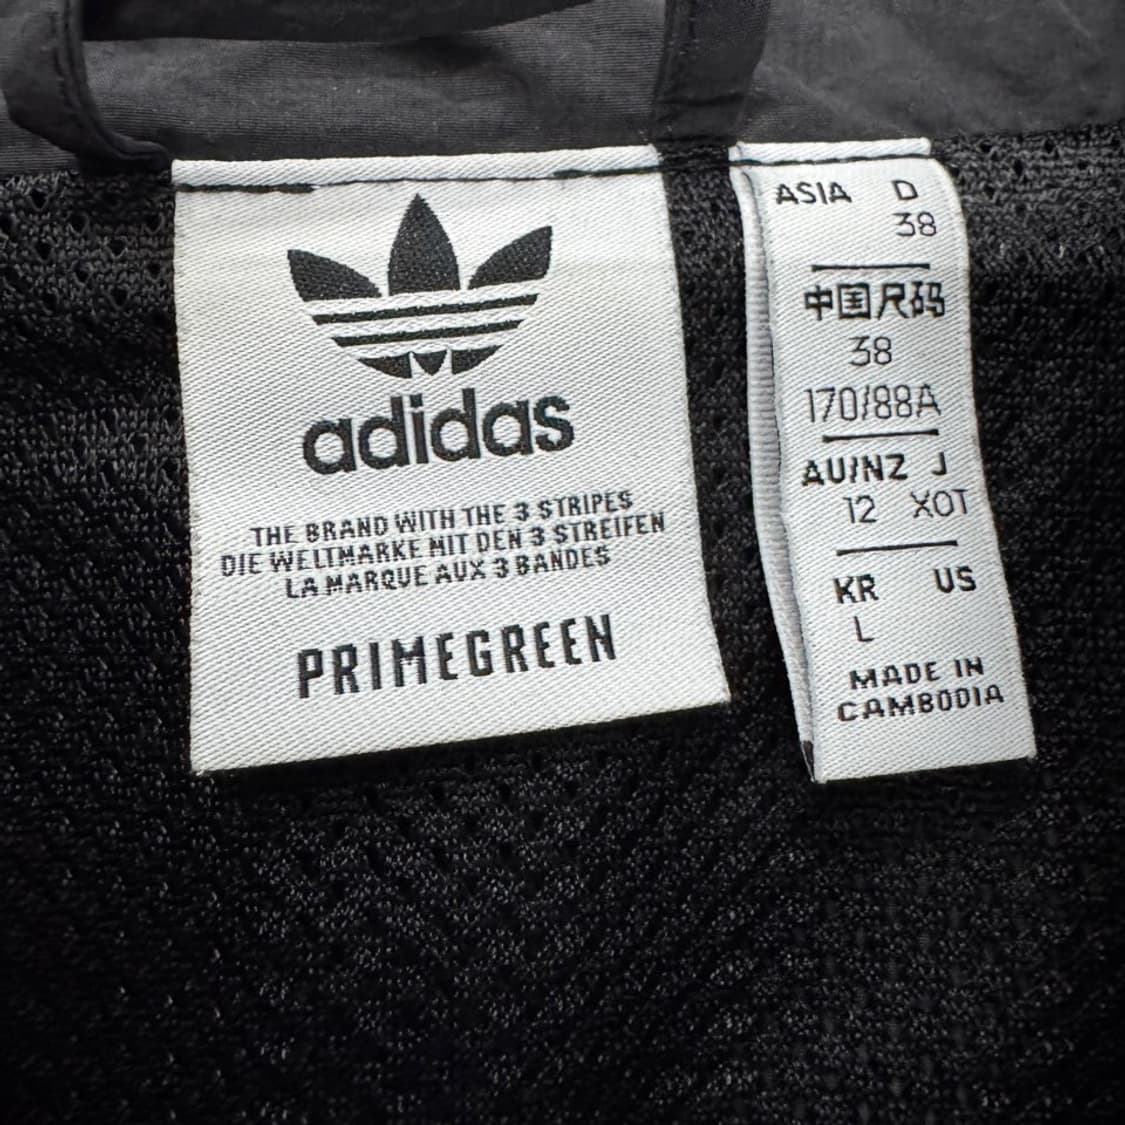 adidas
THE BRAND WITH THE 3 STRIPES
DIE WELTMARKE MIT DEN 3 STREIFEN
LA MARQUE AUX 3 BANDES
PRIMEGREEN
ASIA D
38
中国尺码
38
170/88A
AU/NZ J
12 XOT
KR US
L
MADE IN
CAMBODIA